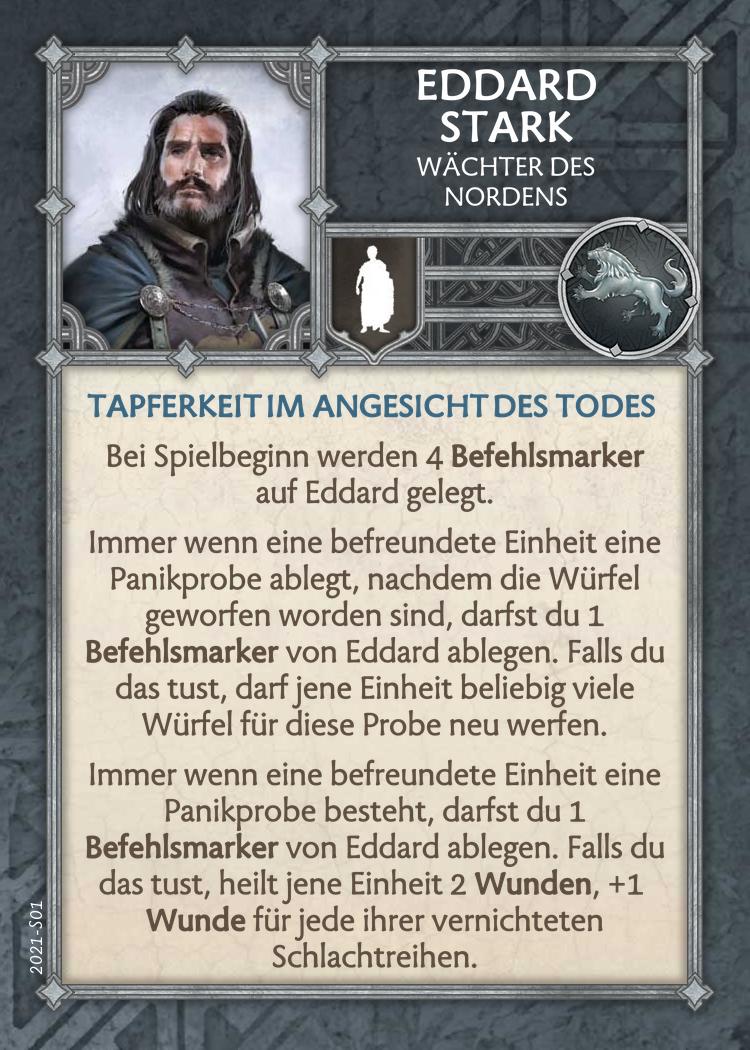 EDDARD
STARK
WÄCHTER DES
NORDENS
TAPFERKEIT IM ANGESICHT DES TODES
Bei Spielbeginn werden 4 Befehlsmarker
auf Eddard gelegt.
Immer wenn eine befreundete Einheit eine
Panikprobe ablegt, nachdem die Würfel
geworfen worden sind, darfst du 1
Befehlsmarker von Eddard ablegen. Falls du
das tust, darf jene Einheit beliebig viele
Würfel für diese Probe neu werfen.
Immer wenn eine befreundete Einheit eine
Panikprobe besteht, darfst du 1
Befehlsmarker von Eddard ablegen. Falls du
das tust, heilt jene Einheit 2 Wunden, +1
Wunde für jede ihrer vernichteten
Schlachtreihen.
2021-S01